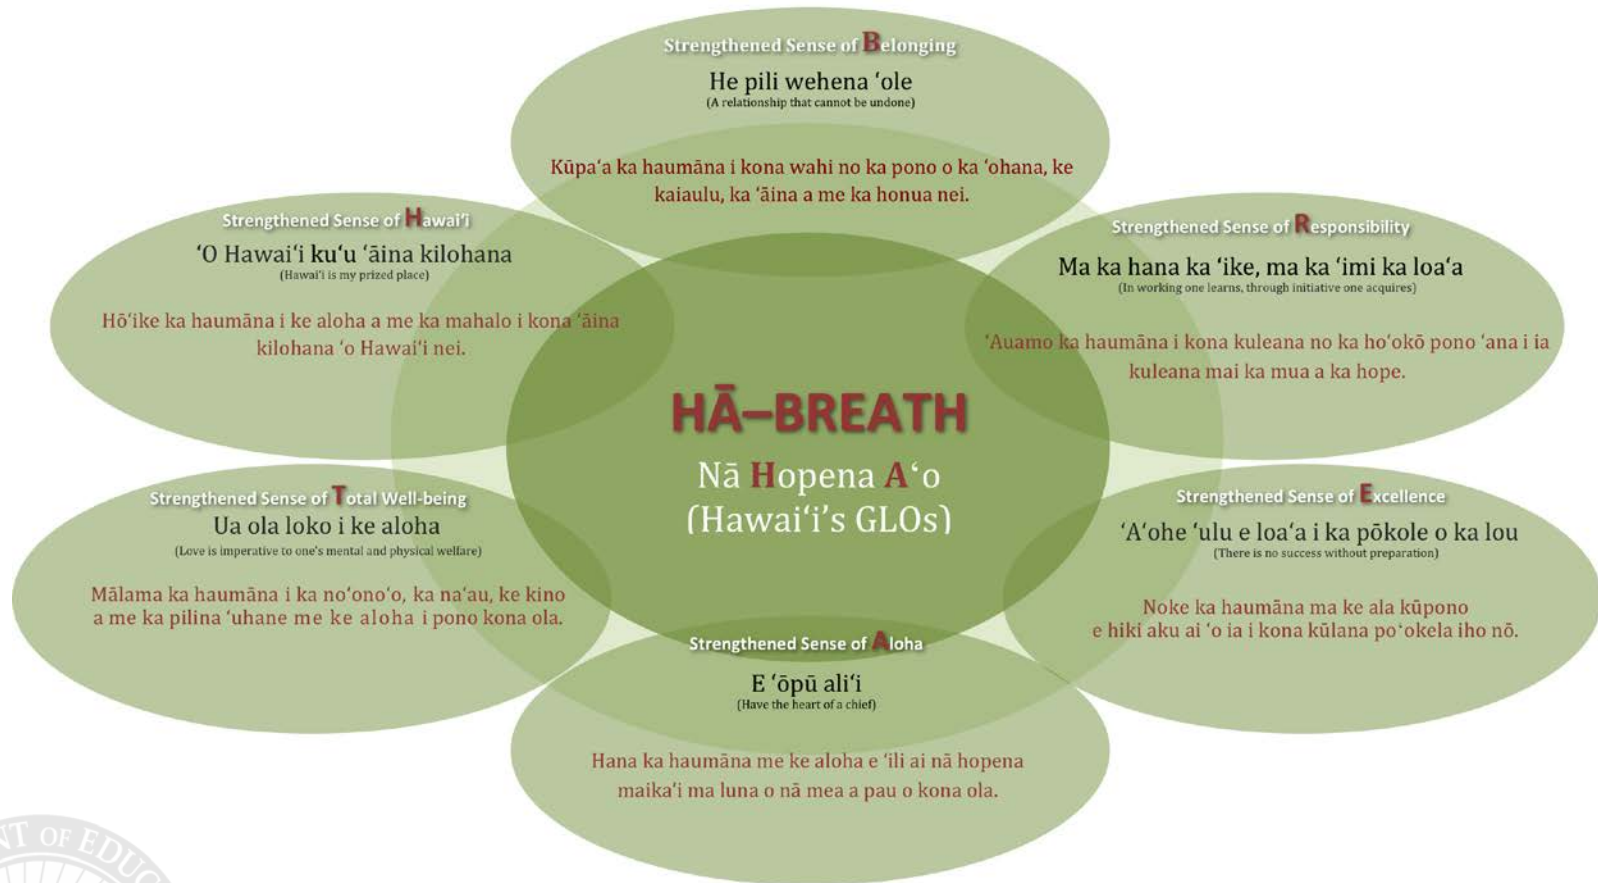 Strengthened Sense of Belonging
He pili wehena ʻole
(A relationship that cannot be undone)
Kūpaʻa ka haumāna i kona wahi no ka pono o ka ʻohana, ke
kaiaulu, ka ʻāina a me ka honua nei.
Strengthened Sense of Responsibility
Ma ka hana ka ʻike, ma ka ʻimi ka loaʻa
(In working one learns, through initiative one acquires)
ʻAuamo ka haumāna i kona kuleana no ka hoʻokō pono ʻana i ia
kuleana mai ka mua a ka hope.
Strengthened Sense of Excellence
ʻAʻohe ʻulu e loaʻa i ka pōkole o ka lou
(There is no success without preparation)
Noke ka haumāna ma ke ala kūpono
e hiki aku ai ʻo ia i kona kūlana poʻokela iho nō.
Strengthened Sense of Aloha
E ʻōpū aliʻi
(Have the heart of a chief)
Hana ka haumāna me ke aloha e ʻili ai nā hopena
maikaʻi ma luna o nā mea a pau o kona ola.
Strengthened Sense of Total Well-being
Ua ola loko i ke aloha
(Love is imperative to one's mental and physical welfare)
Mālama ka haumāna i ka noʻonoʻo, ka naʻau, ke kino
a me ka pilina ʻuhane me ke aloha i pono kona ola.
Strengthened Sense of Hawaiʻi
ʻO Hawaiʻi kuʻu ʻāina kilohana
(Hawaiʻi is my prized place)
Hōʻike ka haumāna i ke aloha a me ka mahalo i kona ʻāina
kilohana ʻo Hawaiʻi nei.
HĀ–BREATH
Nā Hopena Aʻo
(Hawaiʻi's GLOs)
OF